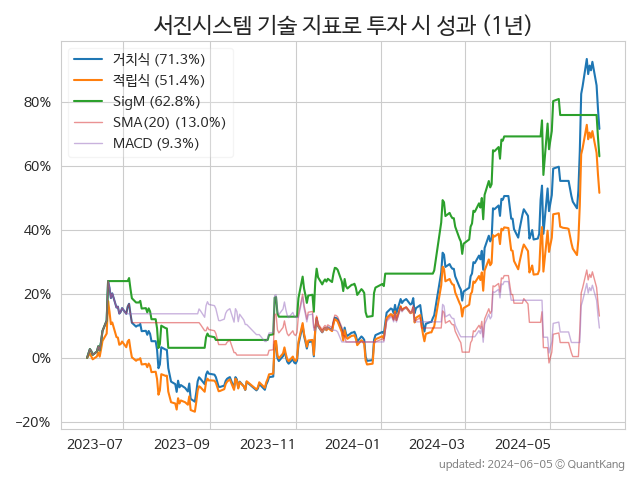 서진시스템 기술 지표로 투자 시 성과 (1년)
거치식 (71.3%)
적립식 (51.4%)
SigM (62.8%)
SMA(20) (13.0%)
MACD (9.3%)
80%
60%
40%
20%
0%
−20%
2023−07 2023−09 2023−11 2024−01 2024−03 2024−05
updated: 2024−06−05 © QuantKang